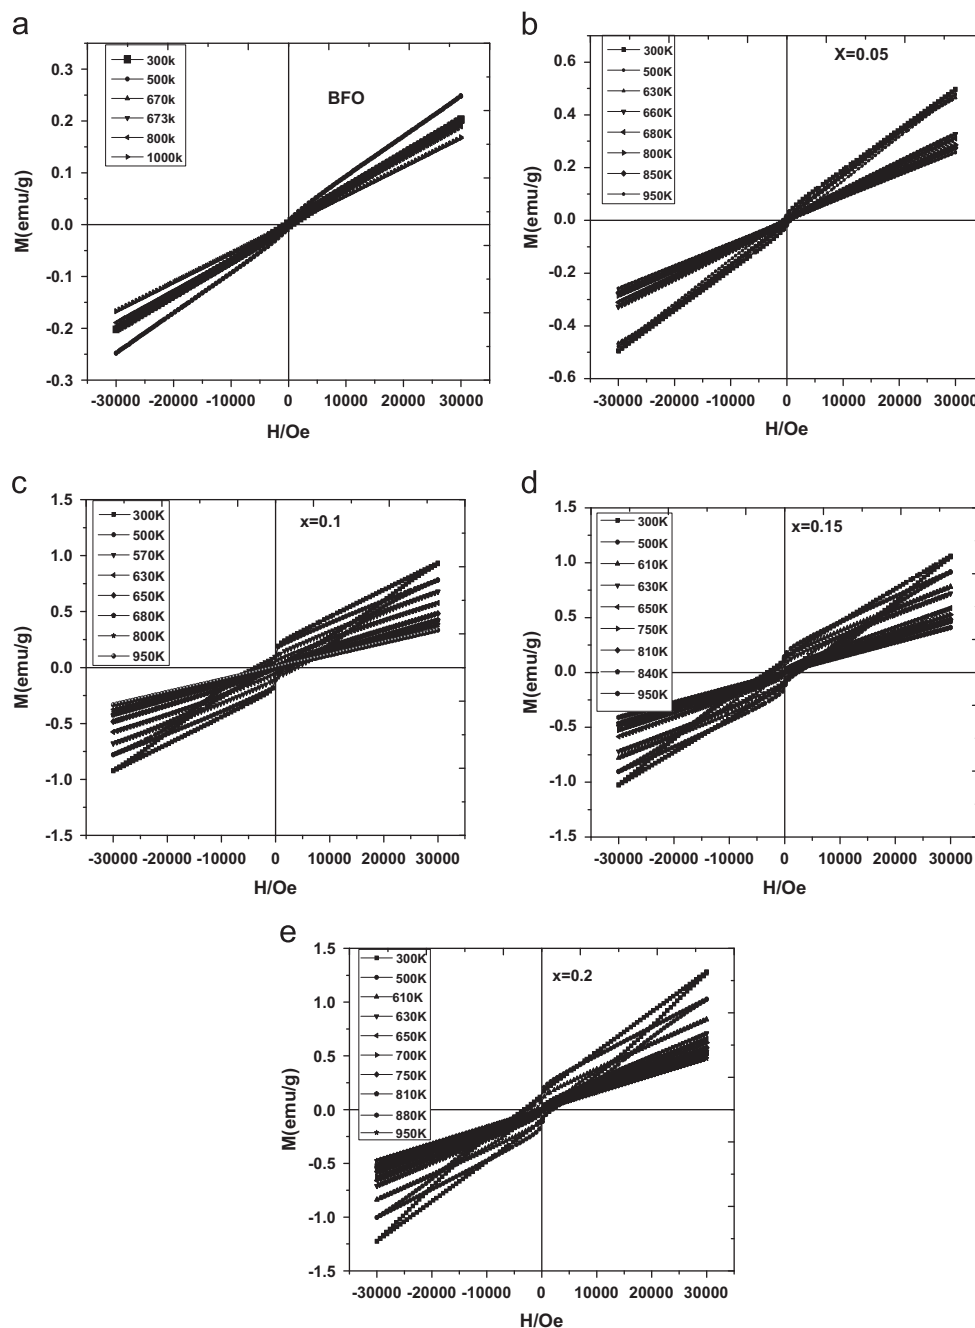 a
0.3
0.2
0.1
0.0
-0.1
-0.2
-0.3
M(emu/g)
300k
500k
670k
673k
800k
1000k
BFO
-30000 -20000 -10000 0 10000 20000 30000
H/Oe
b
0.6
0.4
0.2
0.0
-0.2
-0.4
-0.6
M(emu/g)
300K
500K
630K
660K
680K
800K
850K
950K
X=0.05
-30000 -20000 -10000 0 10000 20000 30000
H/Oe
c
1.5
1.0
0.5
0.0
-0.5
-1.0
-1.5
M(emu/g)
300K
500K
570K
630K
650K
680K
800K
950K
x=0.1
-30000 -20000 -10000 0 10000 20000 30000
H/Oe
d
1.5
1.0
0.5
0.0
-0.5
-1.0
-1.5
M(emu/g)
300K
500K
610K
630K
650K
750K
810K
840K
950K
x=0.15
-30000 -20000 -10000 0 10000 20000 30000
H/Oe
e
1.5
1.0
0.5
0.0
-0.5
-1.0
-1.5
M(emu/g)
300K
500K
610K
630K
650K
700K
750K
810K
880K
950K
x=0.2
-30000 -20000 -10000 0 10000 20000 30000
H/Oe